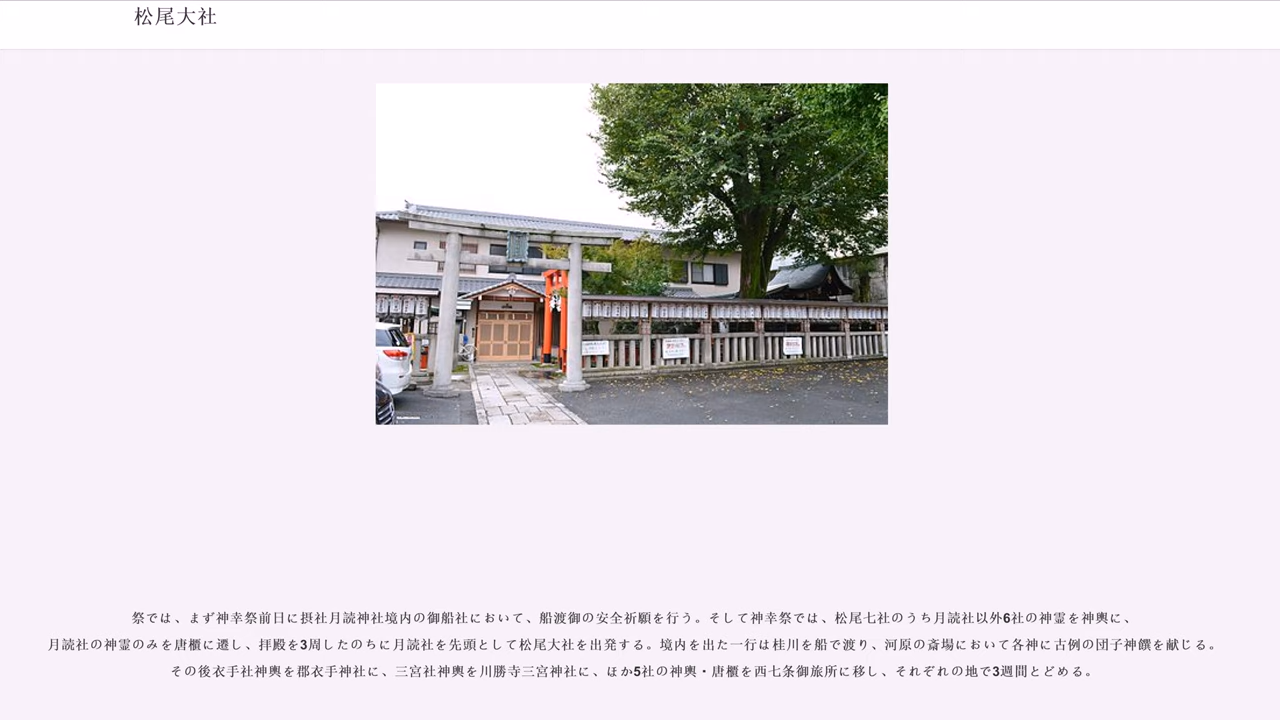 松尾大社
祭では、まず神幸祭前日に摂社月読神社境内の御船社において、船渡御の安全祈願を行う。そして神幸祭では、松尾七社のうち月読社以外6社の神霊を神輿に、
月読社の神霊のみを唐櫃に遷し、拝殿を3周したのちに月読社を先頭として松尾大社を出発する。境内を出た一行は桂川を船で渡り、河原の斎場において各神に古例の団子神饌を献じる。
その後衣手社神輿を郡衣手神社に、三宮社神輿を川勝寺三宮神社に、ほか5社の神輿・唐櫃を西七条御旅所に移し、それぞれの地で3週間とどめる。